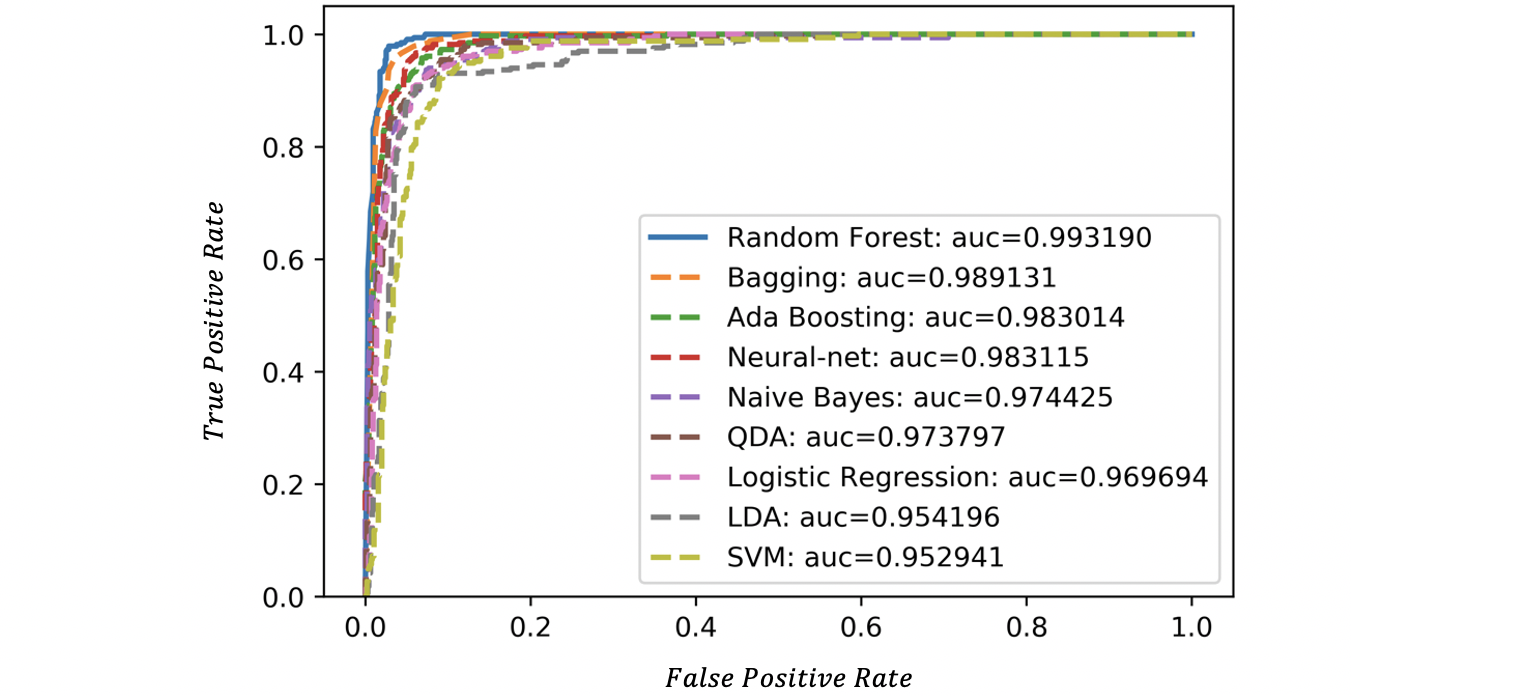 1.0
0.8
0.6
0.4
0.2
0.0
True Positive Rate
Random Forest: auc=0.993190
Bagging: auc=0.989131
Ada Boosting: auc=0.983014
Neural-net: auc=0.983115
Naive Bayes: auc=0.974425
QDA: auc=0.973797
Logistic Regression: auc=0.969694
LDA: auc=0.954196
SVM: auc=0.952941
0.0 0.2 0.4 0.6 0.8 1.0
False Positive Rate